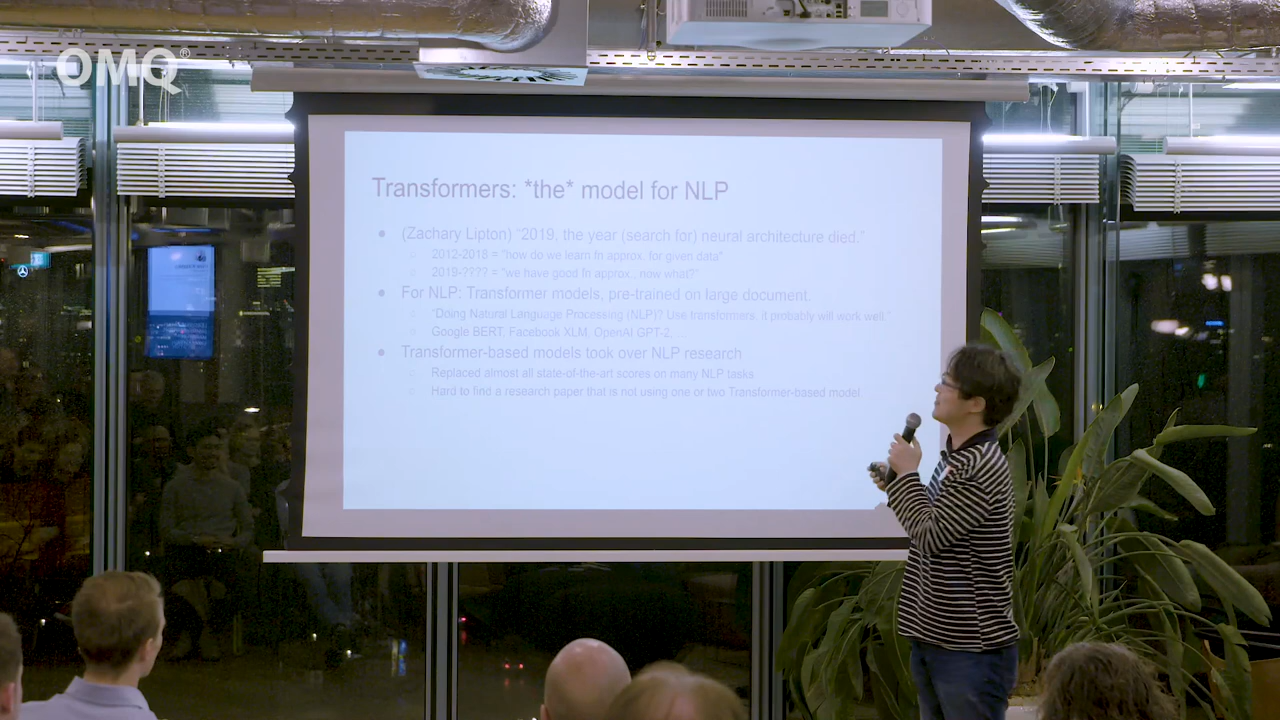 OMQ®
Transformers: *the* model for NLP
(Zachary Lipton) "2019, the year (search for) neural architecture died."
2012-2018 = "how do we learn fn approx. for given data"
2019-???? = "we have good fn approx., now what?"
For NLP: Transformer models, pre-trained on large document.
"Doing Natural Language Processing (NLP)? Use transformers, it probably will work well."
Google BERT, Facebook XLM, OpenAI GPT-2, ...
Transformer-based models took over NLP research
Replaced almost all state-of-the-art scores on many NLP tasks
Hard to find a research paper that is not using one or two Transformer-based model